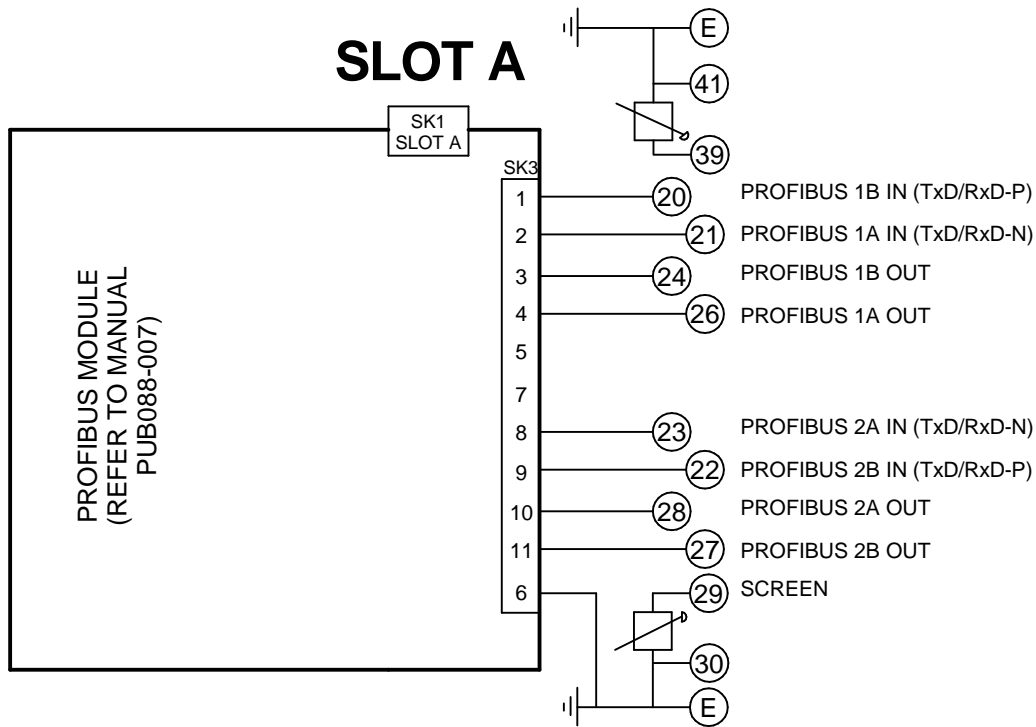 E
SLOT A
41
SK1
SLOT A
39
SK3
1
20
PROFIBUS 1B IN (TxD/RxD-P)
2
21
PROFIBUS 1A IN (TxD/RxD-N)
3
24
PROFIBUS 1B OUT
4
26
PROFIBUS 1A OUT
5
7
PROFIBUS MODULE
(REFER TO MANUAL
PUB088-007)
8
23
PROFIBUS 2A IN (TxD/RxD-N)
9
22
PROFIBUS 2B IN (TxD/RxD-P)
10
28
PROFIBUS 2A OUT
11
27
PROFIBUS 2B OUT
6
29
SCREEN
30
E